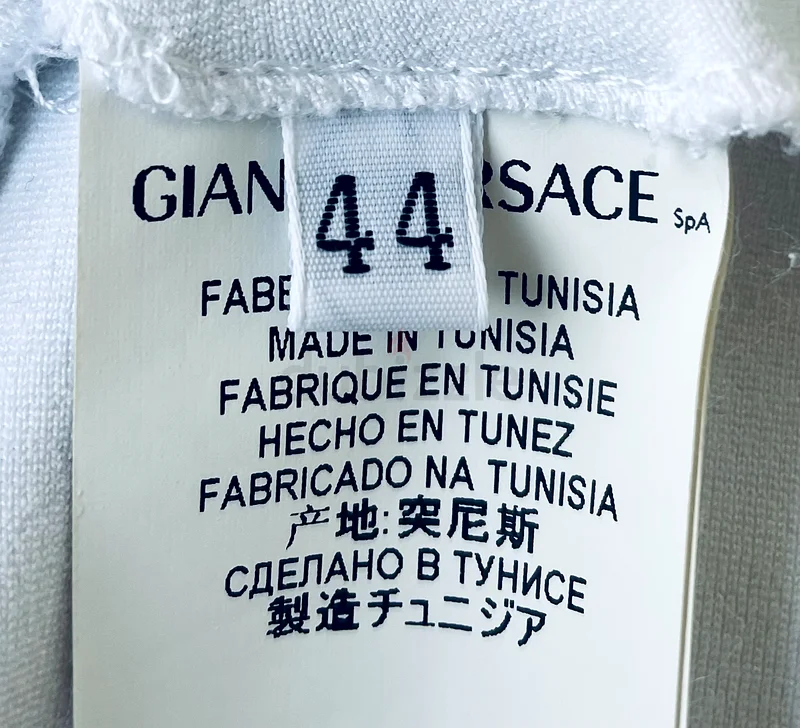 GIAN 44 RSACE SpA
FABB TUNISIA
MADE IN TUNISIA
FABRIQUE EN TUNISIE
HECHO EN TUNEZ
FABRICADO NA TUNISIA
产地:突尼斯
СДЕЛАНО В ТУНИСЕ
製造チュニジア